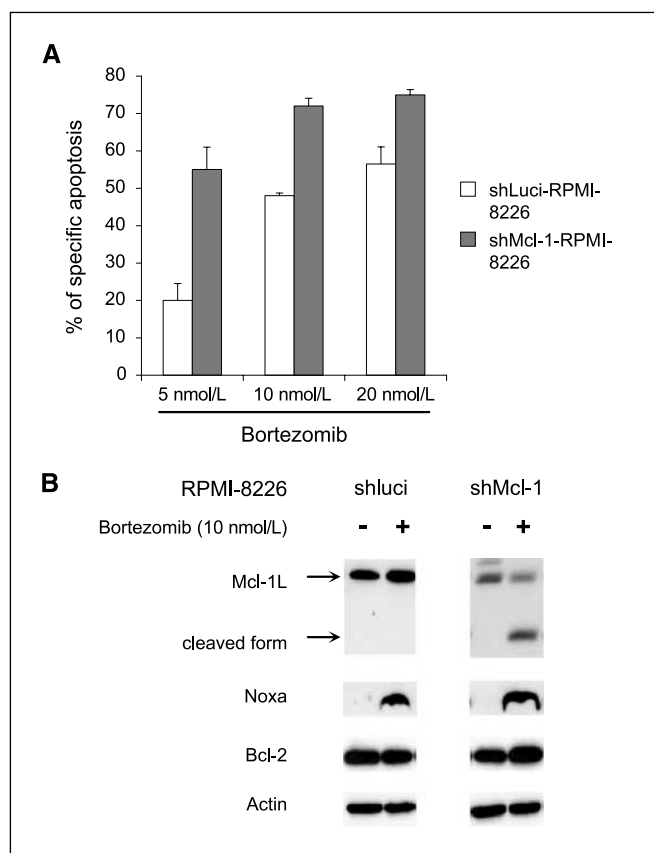 A
80
70
60
50
40
30
20
10
0
% of specific apoptosis
5 nmol/L 10 nmol/L 20 nmol/L
Bortezomib
shLuci-RPMI-
8226
shMcl-1-RPMI-
8226
B
RPMI-8226 shluci shMcl-1
Bortezomib (10 nmol/L) - + - +
Mcl-1L
cleaved form
Noxa
Bcl-2
Actin